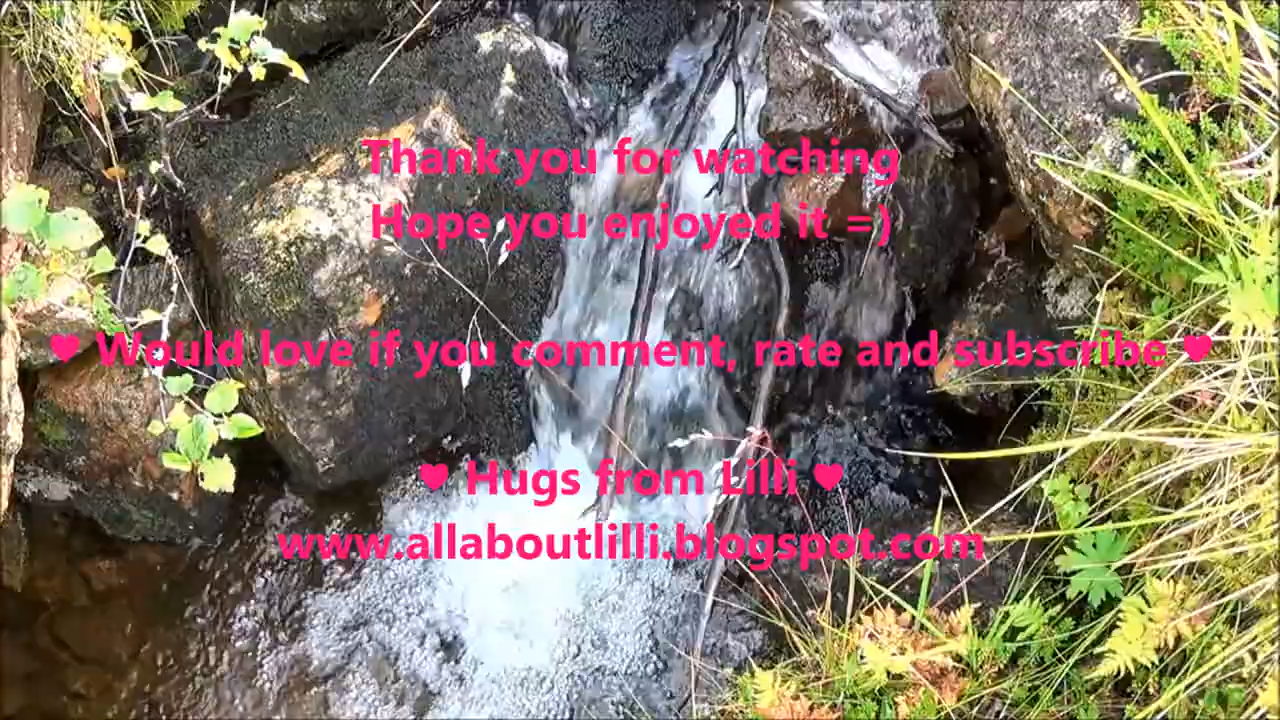 Thank you for watching
Hope you enjoyed it =)
♥ Would love if you comment, rate and subscribe ♥
♥ Hugs from Lilli ♥
www.allaboutlilli.blogspot.com